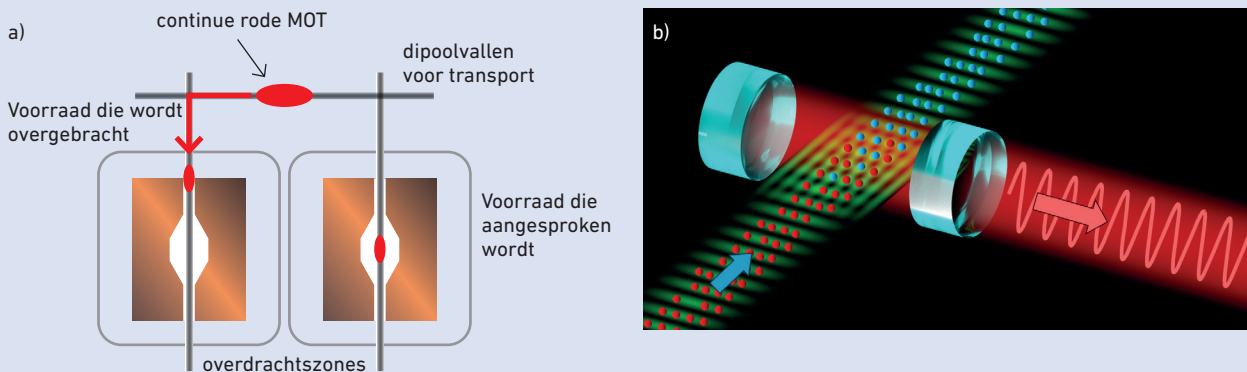 a)
continue rode MOT
dipoolvallen
voor transport
Voorraad die wordt
overgebracht
Voorraad die
aangesproken
wordt
overdrachtszones
b)